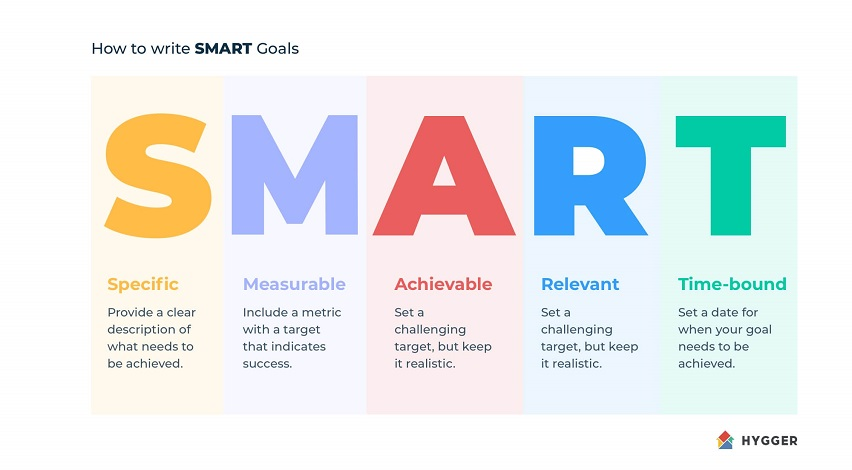 How to write SMART Goals
S M A R T
Specific
Provide a clear
description of
what needs to
be achieved.
Measurable
Include a metric
with a target
that indicates
success.
Achievable
Set a
challenging
target, but keep
it realistic.
Relevant
Set a
challenging
target, but keep
it realistic.
Time-bound
Set a date for
when your goal
needs to be
achieved.
HYGGER